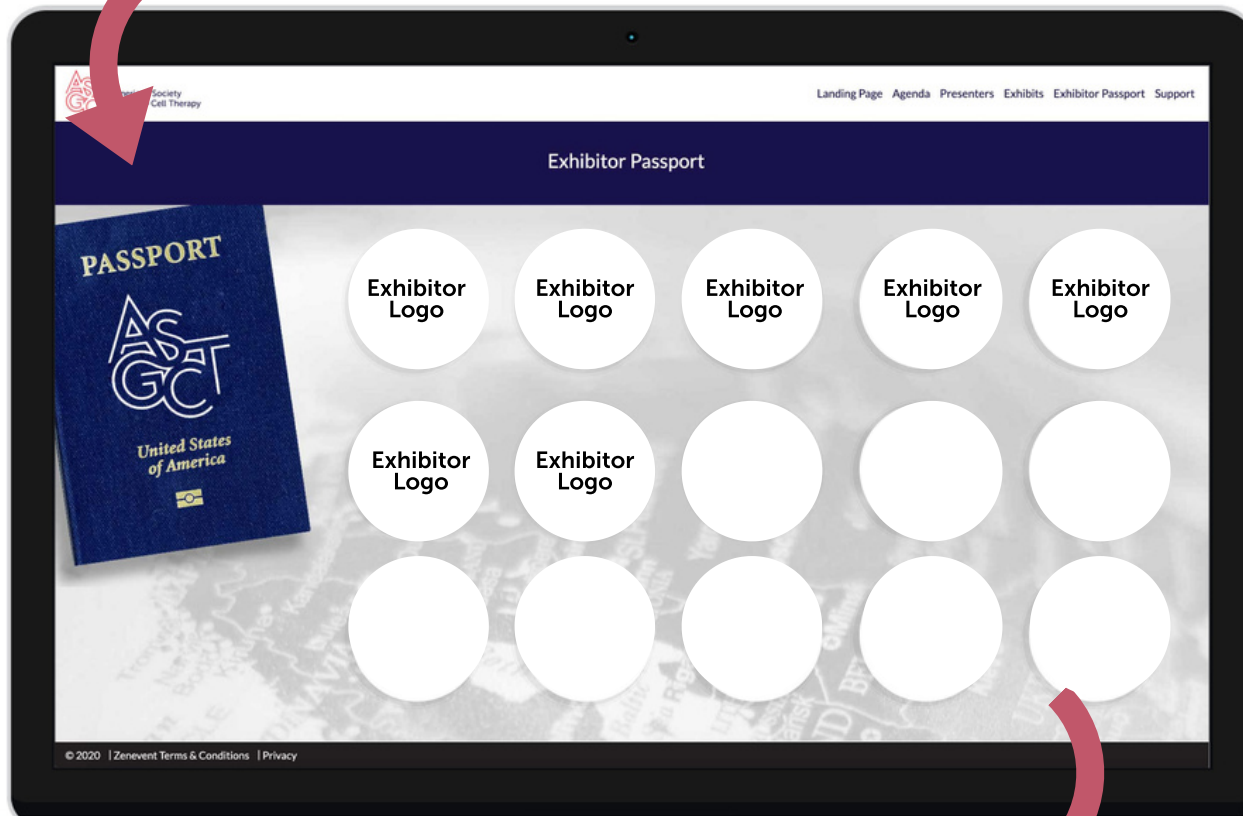 AS
GC
Society
Cell Therapy
Landing Page Agenda Presenters Exhibits Exhibitor Passport Support
Exhibitor Passport
PASSPORT
ASGCT
United States
of America
Exhibitor
Logo
Exhibitor
Logo
Exhibitor
Logo
Exhibitor
Logo
Exhibitor
Logo
Exhibitor
Logo
Exhibitor
Logo
© 2020 | Zenevent Terms & Conditions | Privacy